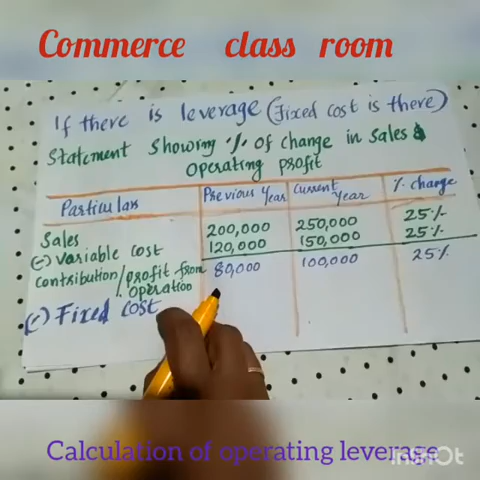 Commerce class room
If there is leverage (Fixed cost is there)
Statement Showing % of change in Sales &
Operating profit
Particulars Previous Year Current Year % change
Sales 200,000 250,000 25%
(-) Variable cost 120,000 150,000 25%
Contribution/profit from operation 80,000 100,000 25%
(-) Fixed cost
Calculation of operating leverage